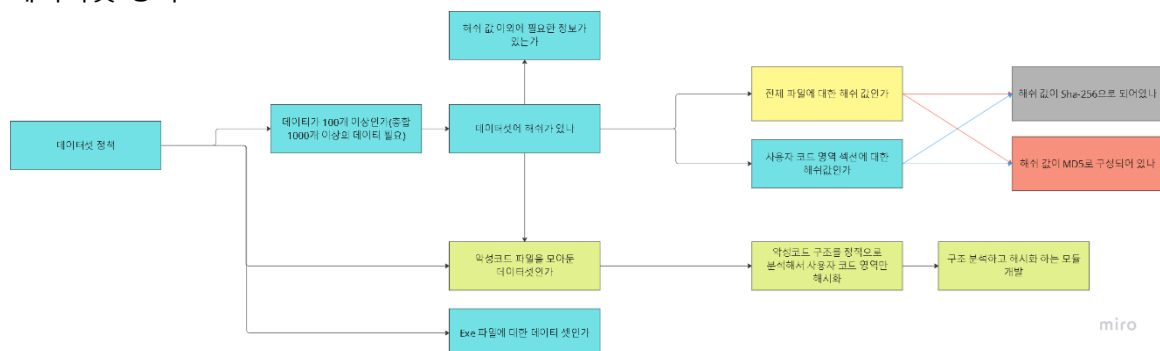 해쉬 값 이외에 필요한 정보가
있는가
전체 파일에 대한 해쉬 값인가
해쉬 값이 Sha-256으로 되어있나
데이터셋 정책
데이터가 100개 이상인가(종합
1000개 이상의 데이터 필요)
데이터셋에 해쉬가 있나
사용자 코드 영역 섹션에 대한
해쉬값인가
해쉬 값이 MD5로 구성되어 있나
악성코드 파일을 모아둔
데이터셋인가
악성코드 구조를 정적으로
분석해서 사용자 코드 영역만
해시화
구조 분석하고 해시화 하는 모듈
개발
Exe 파일에 대한 데이터 셋인가
miro